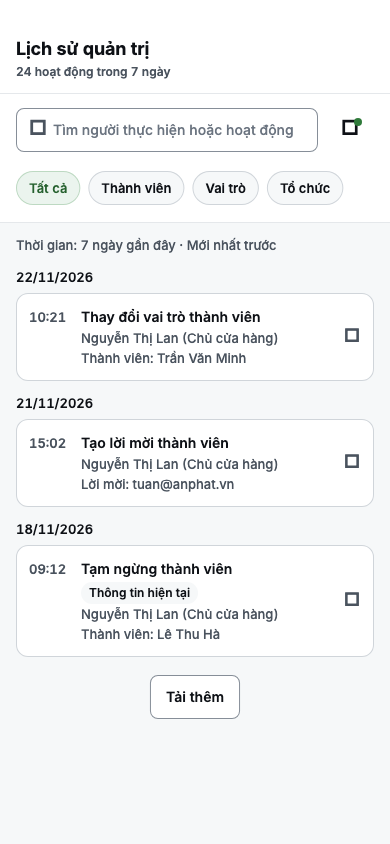 Lịch sử quản trị
24 hoạt động trong 7 ngày
Tìm người thực hiện hoặc hoạt động
Tất cả
Thành viên
Vai trò
Tổ chức
Thời gian: 7 ngày gần đây · Mới nhất trước
22/11/2026
10:21
Thay đổi vai trò thành viên
Nguyễn Thị Lan (Chủ cửa hàng)
Thành viên: Trần Văn Minh
21/11/2026
15:02
Tạo lời mời thành viên
Nguyễn Thị Lan (Chủ cửa hàng)
Lời mời: tuan@anphat.vn
18/11/2026
09:12
Tạm ngừng thành viên
Thông tin hiện tại
Nguyễn Thị Lan (Chủ cửa hàng)
Thành viên: Lê Thu Hà
Tải thêm